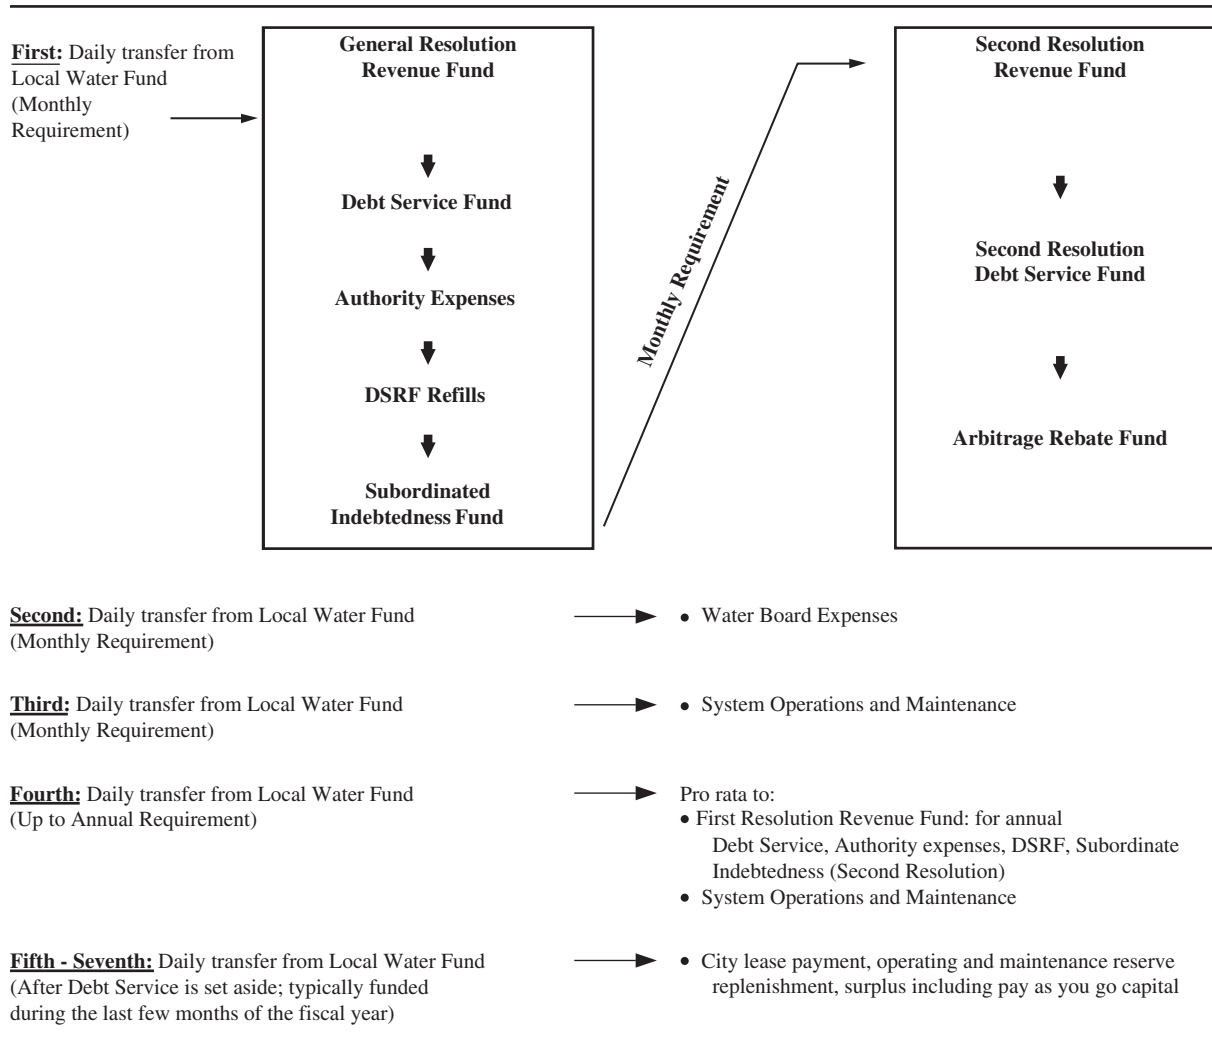 First: Daily transfer from
Local Water Fund
(Monthly
Requirement)
General Resolution
Revenue Fund
Debt Service Fund
Authority Expenses
DSRF Refills
Subordinated
Indebtedness Fund
Monthly Requirement
Second Resolution
Revenue Fund
Second Resolution
Debt Service Fund
Arbitrage Rebate Fund
Second: Daily transfer from Local Water Fund
(Monthly Requirement)
• Water Board Expenses
Third: Daily transfer from Local Water Fund
(Monthly Requirement)
• System Operations and Maintenance
Fourth: Daily transfer from Local Water Fund
(Up to Annual Requirement)
Pro rata to:
• First Resolution Revenue Fund: for annual
Debt Service, Authority expenses, DSRF, Subordinate
Indebtedness (Second Resolution)
• System Operations and Maintenance
Fifth - Seventh: Daily transfer from Local Water Fund
(After Debt Service is set aside; typically funded
during the last few months of the fiscal year)
• City lease payment, operating and maintenance reserve
replenishment, surplus including pay as you go capital